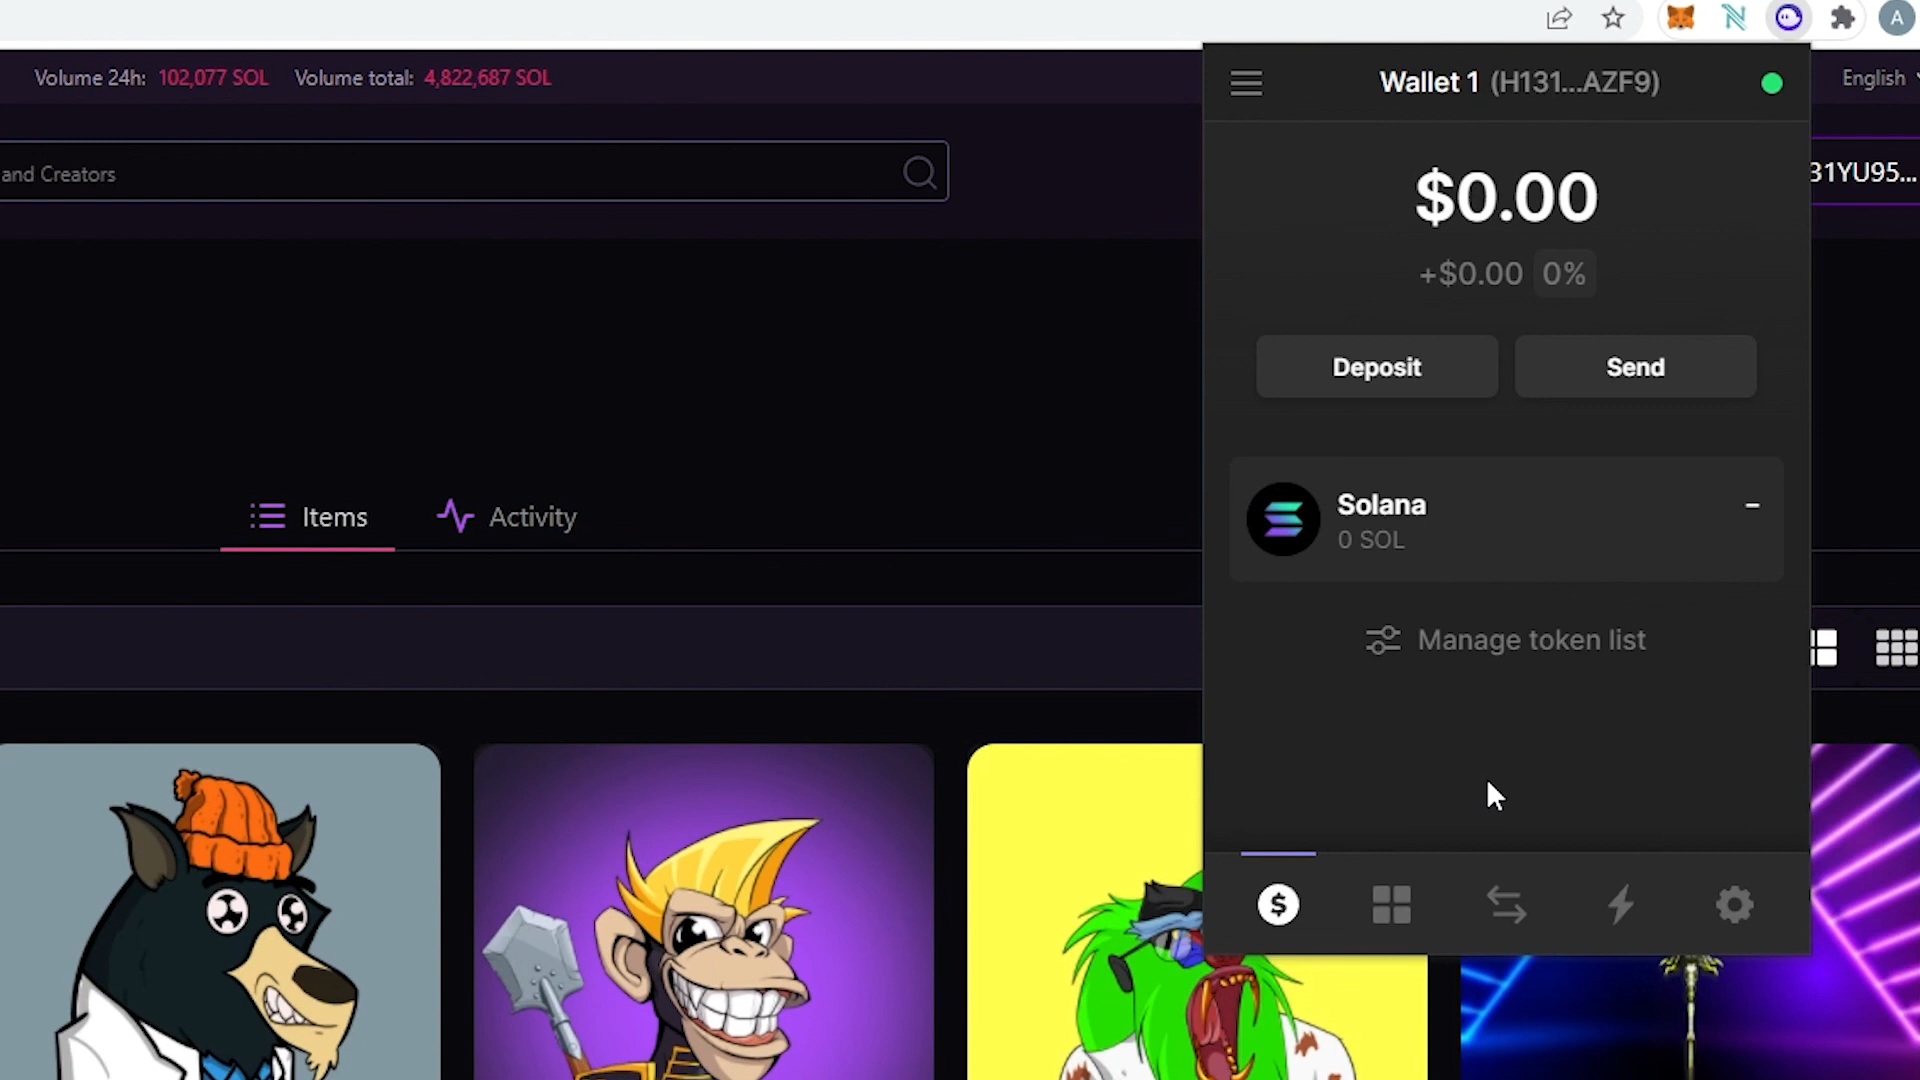 A
Volume 24h: 102,077 SOL Volume total: 4,822,687 SOL
English
and Creators
31YU95...
Items
Activity
Wallet 1 (H131...AZF9)
$0.00
+$0.00 0%
Deposit
Send
Solana
–
0 SOL
Manage token list
$